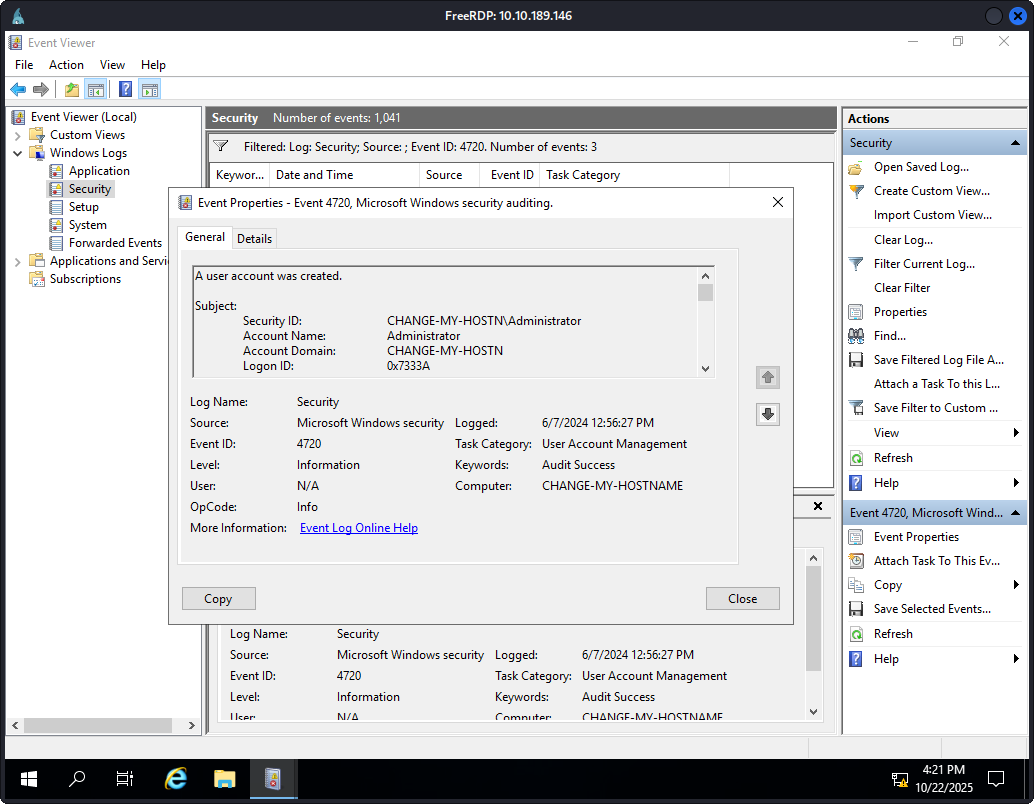 FreeRDP: 10.10.189.146
Event Viewer
File Action View Help
Event Viewer (Local)
Custom Views
Windows Logs
Application
Security
Setup
System
Forwarded Events
Applications and Servi
Subscriptions
Security Number of events: 1,041
Filtered: Log: Security; Source: ; Event ID: 4720. Number of events: 3
Keywor... Date and Time Source Event ID Task Category
Event Properties - Event 4720, Microsoft Windows security auditing.
General Details
A user account was created.
Subject:
Security ID: CHANGE-MY-HOSTN\Administrator
Account Name: Administrator
Account Domain: CHANGE-MY-HOSTN
Logon ID: 0x7333A
Log Name: Security
Source: Microsoft Windows security Logged: 6/7/2024 12:56:27 PM
Event ID: 4720 Task Category: User Account Management
Level: Information Keywords: Audit Success
User: N/A Computer: CHANGE-MY-HOSTNAME
OpCode: Info
More Information: Event Log Online Help
Copy Close
Log Name: Security
Source: Microsoft Windows security Logged: 6/7/2024 12:56:27 PM
Event ID: 4720 Task Category: User Account Management
Level: Information Keywords: Audit Success
User: N/A Computer: CHANGE-MY-HOSTNAME
Actions
Security
Open Saved Log...
Create Custom View...
Import Custom View...
Clear Log...
Filter Current Log...
Clear Filter
Properties
Find...
Save Filtered Log File A...
Attach a Task To this L...
Save Filter to Custom ...
View
Refresh
Help
Event 4720, Microsoft Wind...
Event Properties
Attach Task To This Ev...
Copy
Save Selected Events...
Refresh
Help
4:21 PM
10/22/2025